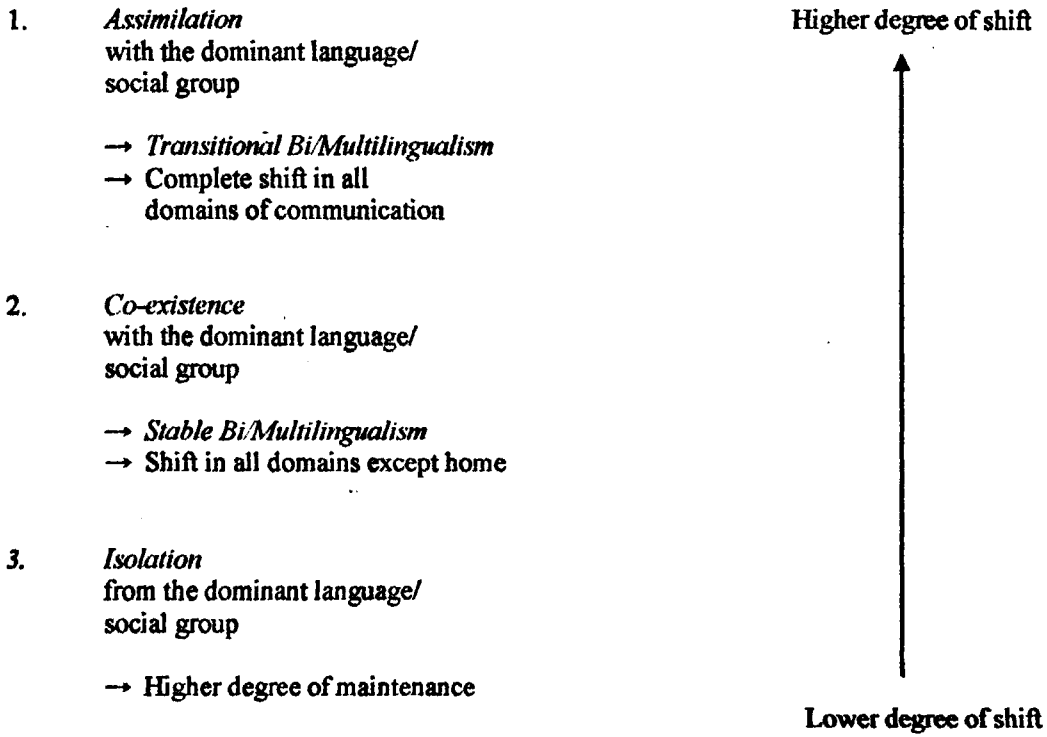 1. Assimilation
with the dominant language/
social group
→ Transitional Bi/Multilingualism
→ Complete shift in all
domains of communication
2. Co-existence
with the dominant language/
social group
→ Stable Bi/Multilingualism
→ Shift in all domains except home
3. Isolation
from the dominant language/
social group
→ Higher degree of maintenance
Higher degree of shift
Lower degree of shift